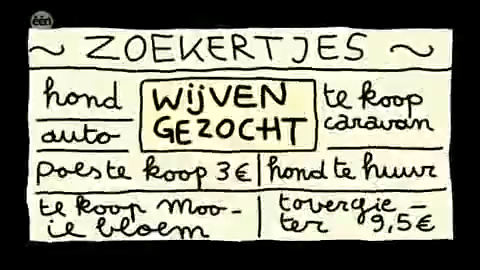 één
~ ZOEKERTJES ~
hond
auto
WIJVEN
GEZOCHT
te koop
caravan
poes te koop 3€
hond te huur
te koop moo-
ie bloem
tovergie-
ter 9,5€